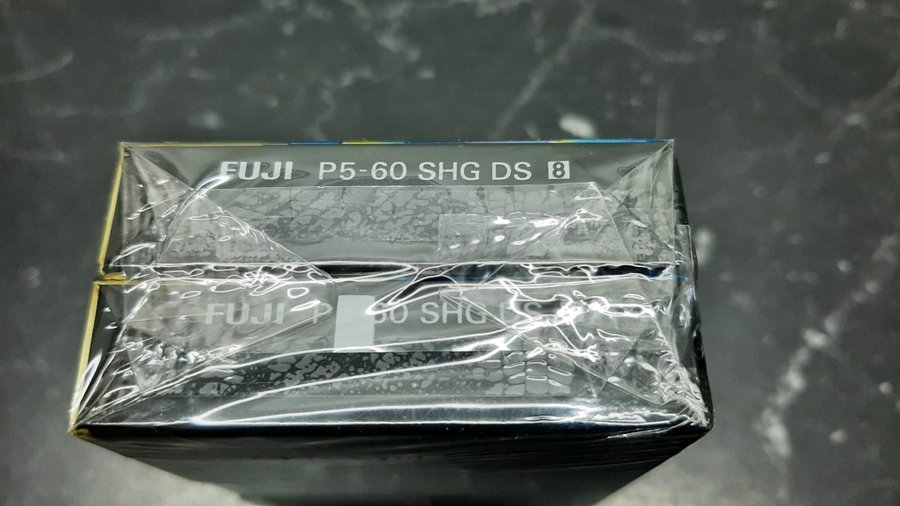 FUJI P5-60 SHG DS 8
FUJI P 60 SHG DS